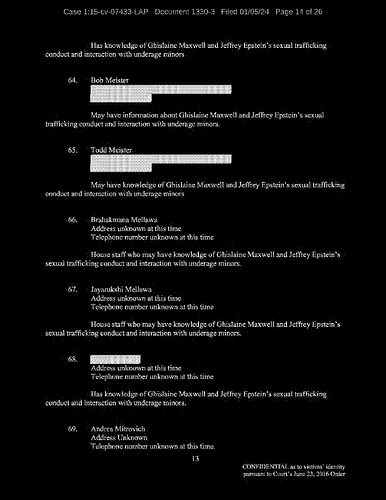 Case 1:15-cv-07433-LAP Document 1330-3 Filed 01/05/24 Page 14 of 26
Has knowledge of Ghislaine Maxwell and Jeffrey Epstein's sexual trafficking
conduct and interaction with underage minors
64. Bob Meister
May have information about Ghislaine Maxwell and Jeffrey Epstein's sexual
trafficking conduct and interaction with underage minors.
65. Todd Meister
May have knowledge of Ghislaine Maxwell and Jeffrey Epstein's sexual trafficking
conduct and interaction with underage minors
66. Brahakmana Mellawa
Address unknown at this time
Telephone number unknown at this time
House staff who may have knowledge of Ghislaine Maxwell and Jeffrey Epstein's
sexual trafficking conduct and interaction with underage minors.
67. Jayarukshi Mellawa
Address unknown at this time
Telephone number unknown at this time
House staff who may have knowledge of Ghislaine Maxwell and Jeffrey Epstein's
sexual trafficking conduct and interaction with underage minors.
68.
Address unknown at this time
Telephone number unknown at this time
Has knowledge of Ghislaine Maxwell and Jeffrey Epstein's sexual trafficking
conduct and interaction with underage minors.
69. Andrea Mitrovich
Address Unknown
Telephone number unknown at this time.
13
CONFIDENTIAL as to victims' identity
pursuant to Court's June 23, 2016 Order